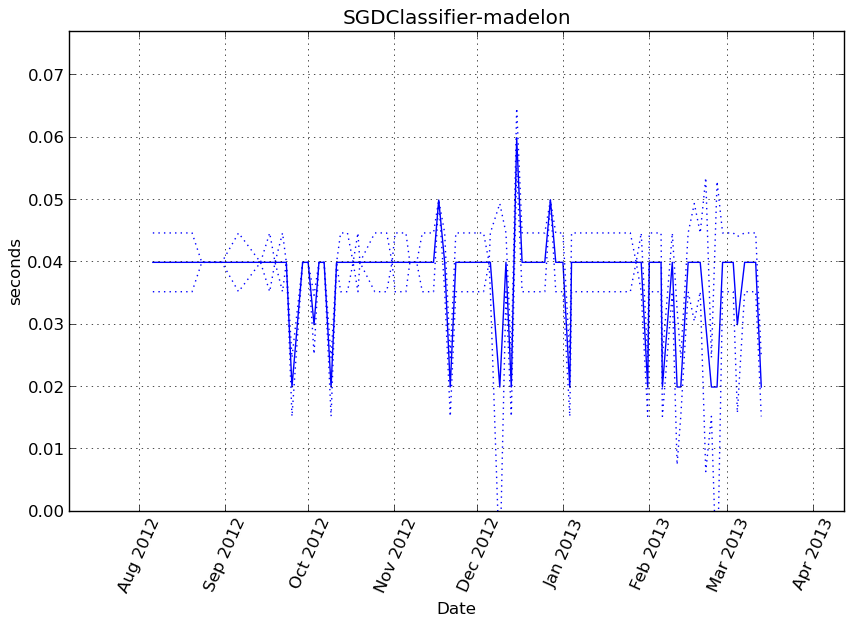 SGDClassifier-madelon
0.07
0.06
0.05
0.04
0.03
0.02
0.01
0.00
seconds
Aug 2012
Sep 2012
Oct 2012
Nov 2012
Dec 2012
Jan 2013
Feb 2013
Mar 2013
Apr 2013
Date